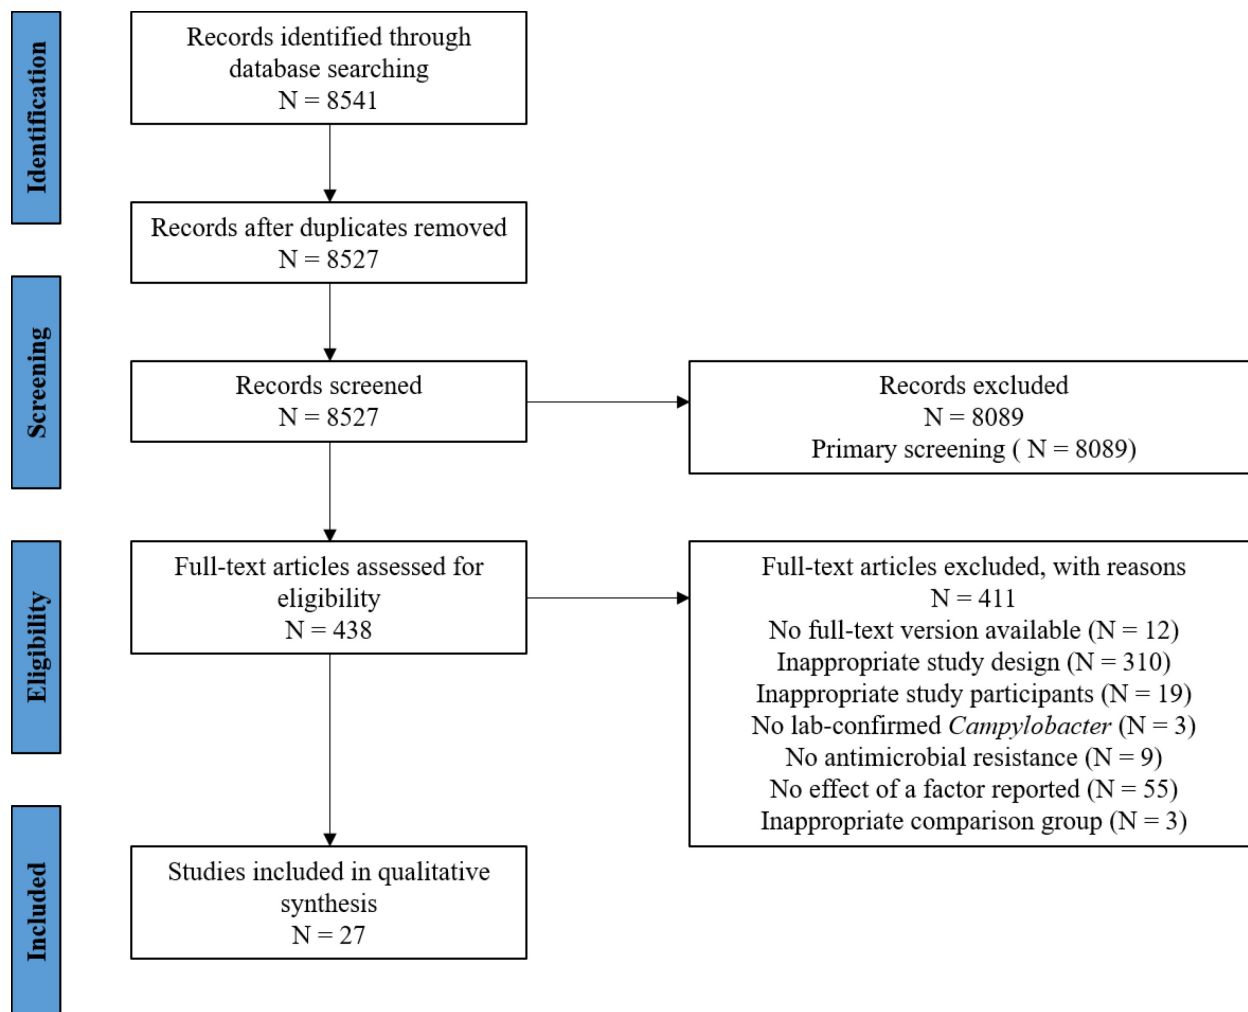 Identification
Records identified through
database searching
N = 8541
Records after duplicates removed
N = 8527
Screening
Records screened
N = 8527
Records excluded
N = 8089
Primary screening ( N = 8089)
Eligibility
Full-text articles assessed for
eligibility
N = 438
Full-text articles excluded, with reasons
N = 411
No full-text version available (N = 12)
Inappropriate study design (N = 310)
Inappropriate study participants (N = 19)
No lab-confirmed Campylobacter (N = 3)
No antimicrobial resistance (N = 9)
No effect of a factor reported (N = 55)
Inappropriate comparison group (N = 3)
Included
Studies included in qualitative
synthesis
N = 27